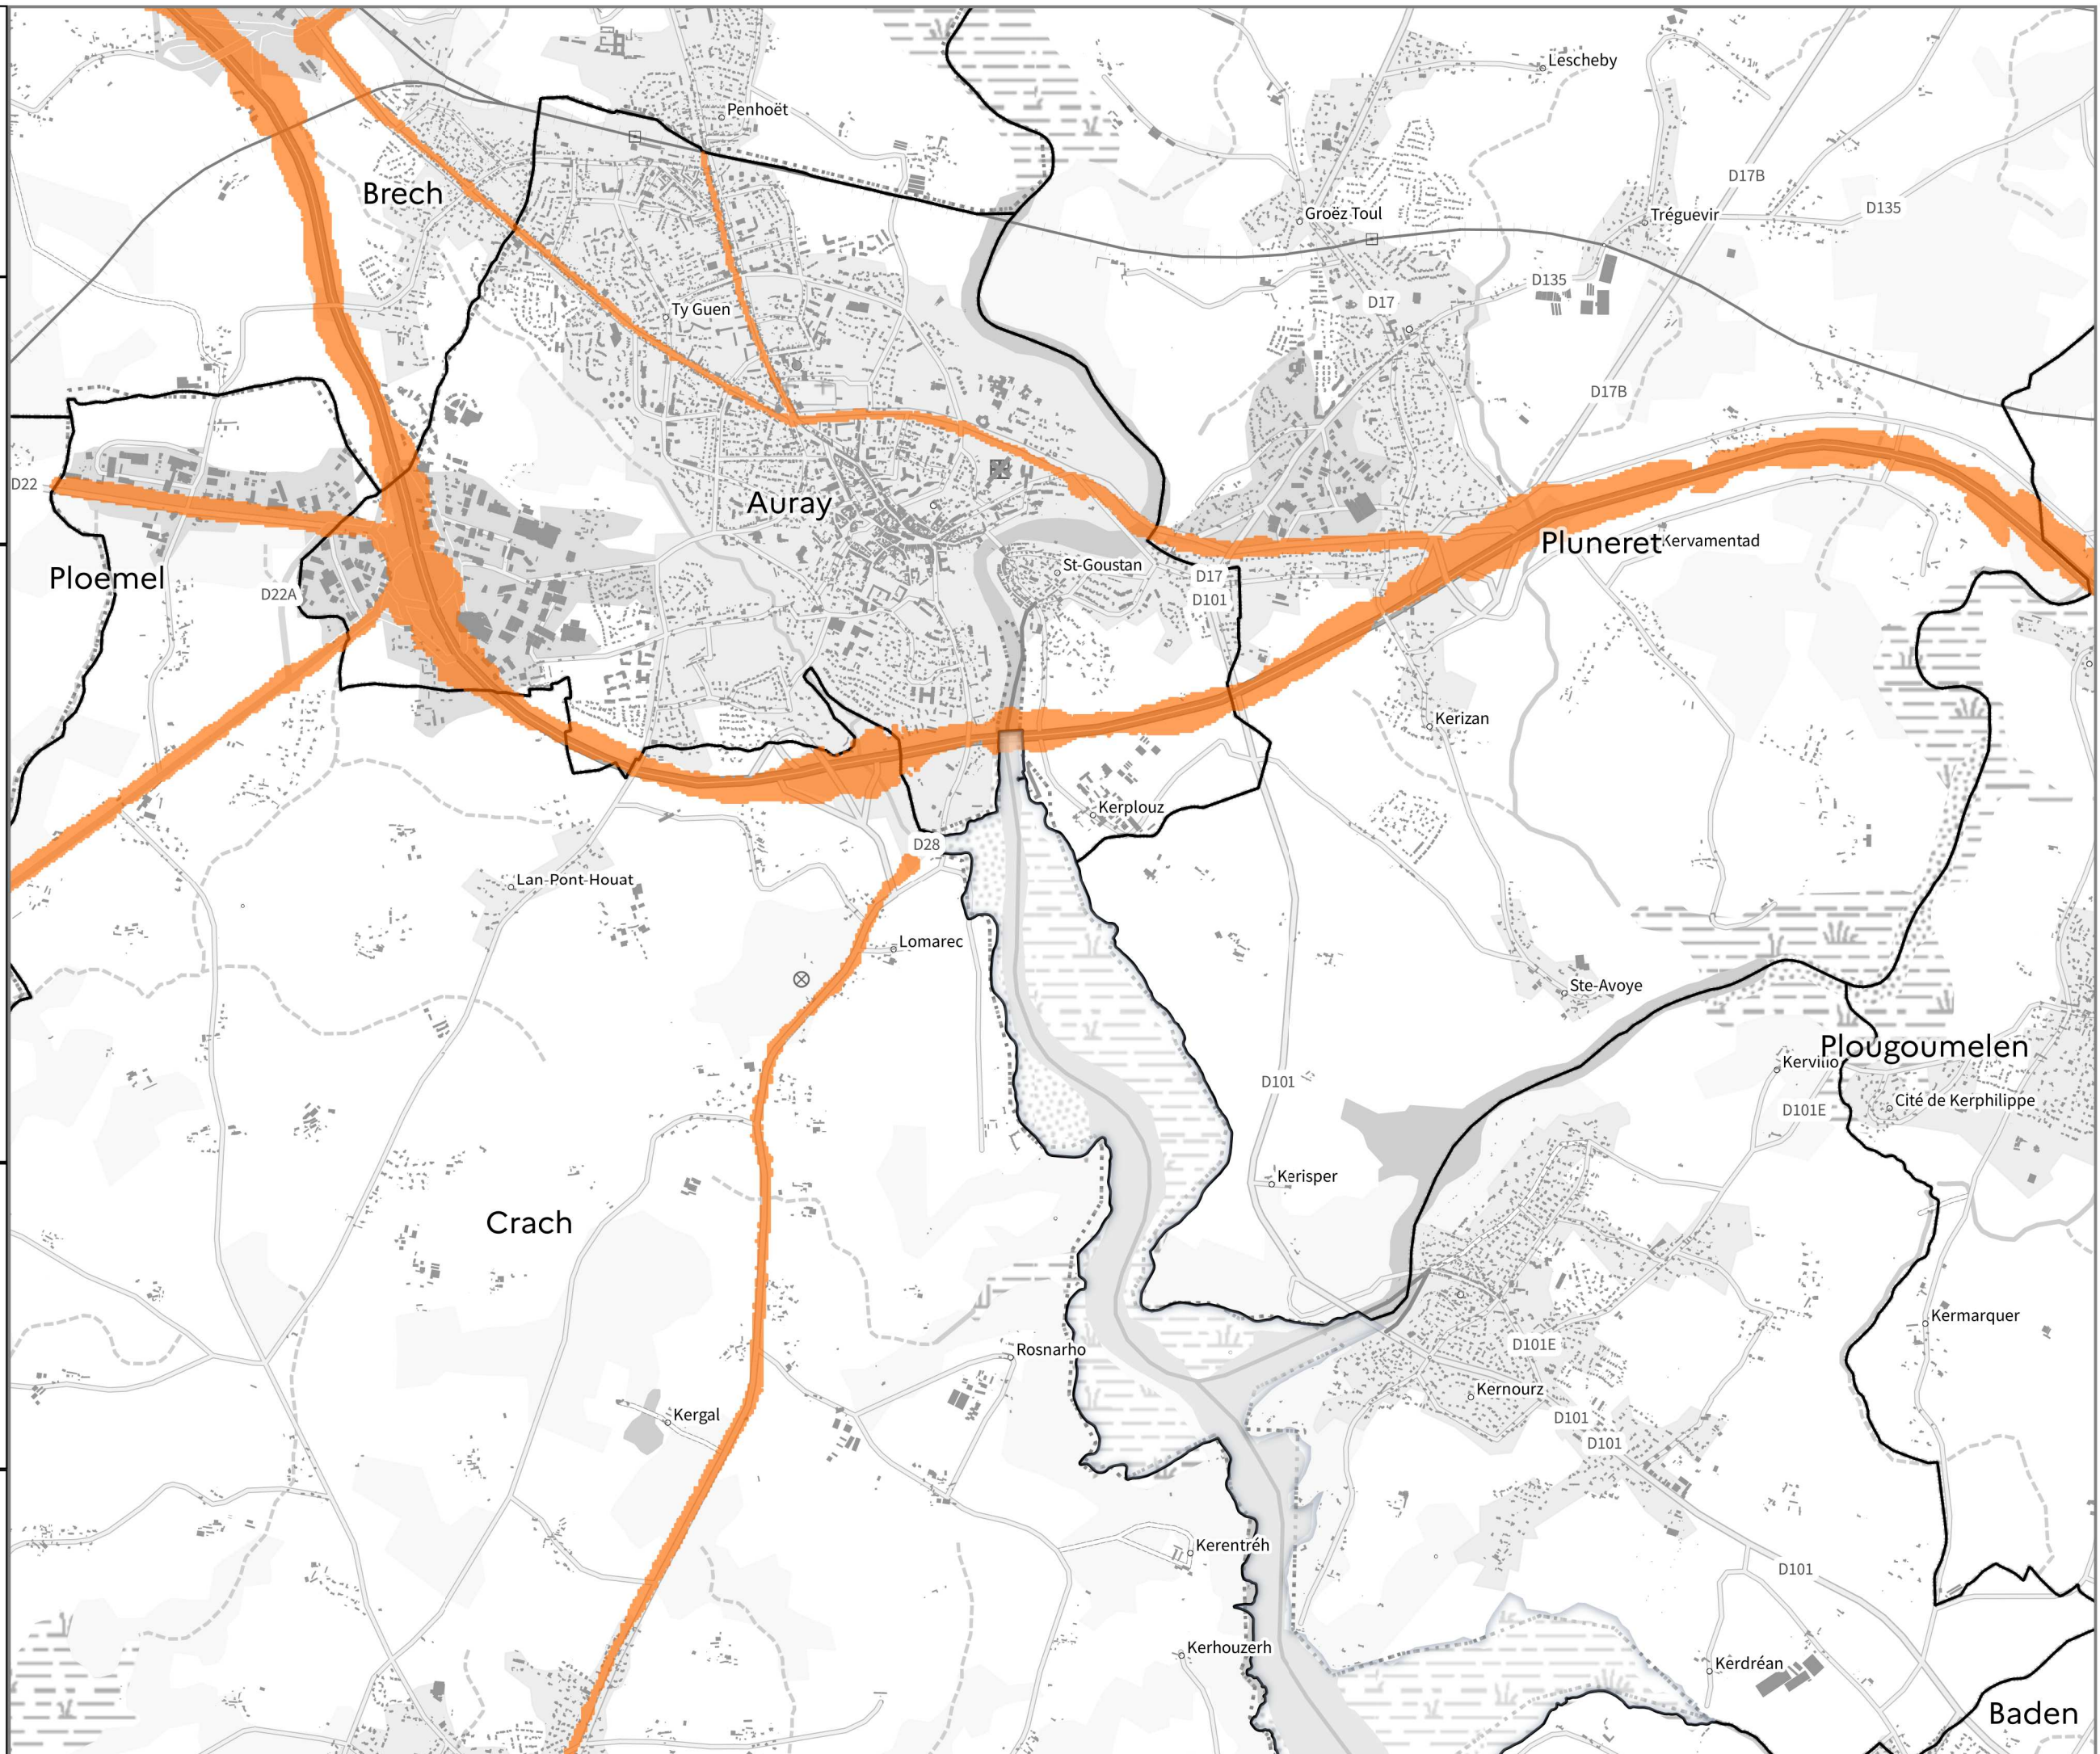 Lescheby
Penhoët
D17B
Brech
D135
Groëz Toul
Tréguevir
D135
D17
Ty Guen
D17B
D22
Auray
Pluneret
Kervamentad
St-Goustan
Ploemel
D17
D22A
D101
Kerizan
Kerplouz
D28
Lan-Pont-Houat
Lomarec
Ste-Avoye
Plougoumelen
Kervilio
D101
Cité de Kerphilippe
D101E
Kerisper
Crach
Kermarquer
D101E
Rosnarho
Kernourz
Kergal
D101
D101
Kerentréh
D101
Kerhouzerh
Kerdréan
Baden